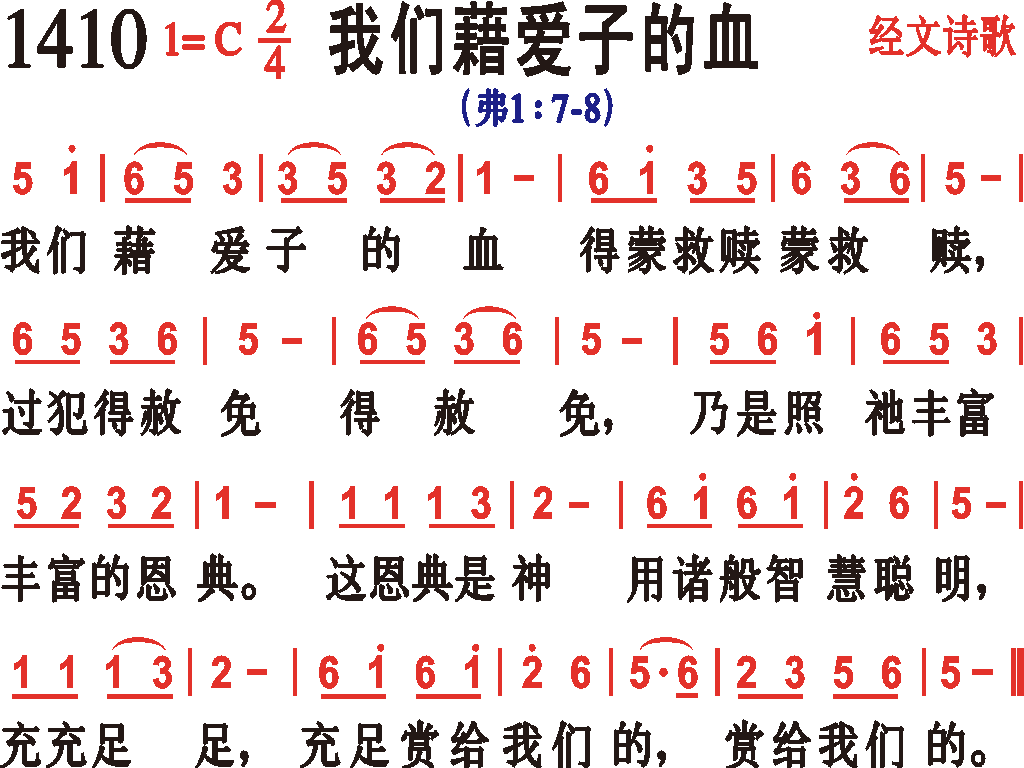 1410 1=C 2/4 我们藉爱子的血 经文诗歌
(弗1:7-8)
5 i̇ | 6 5 3 | 3 5 3 2 | 1 - | 6 i̇ 3 5 | 6 3 6 | 5 - |
我们 藉 爱 子 的 血 得蒙救赎 蒙救 赎，
6 5 3 6 | 5 - | 6 5 3 6 | 5 - | 5 6 i̇ | 6 5 3 |
过犯得赦 免 得 赦 免， 乃是照 祂丰富
5 2 3 2 | 1 - | 1 1 1 3 | 2 - | 6 i̇ 6 i̇ | 2̇ 6 | 5 - |
丰富的恩 典。 这恩典是 神 用诸般智 慧聪 明，
1 1 1 3 | 2 - | 6 i̇ 6 i̇ | 2̇ 6 | 5· 6 | 2 3 5 6 | 5 - ‖
充充足 足， 充足赏给 我们 的， 赏给我们 的。